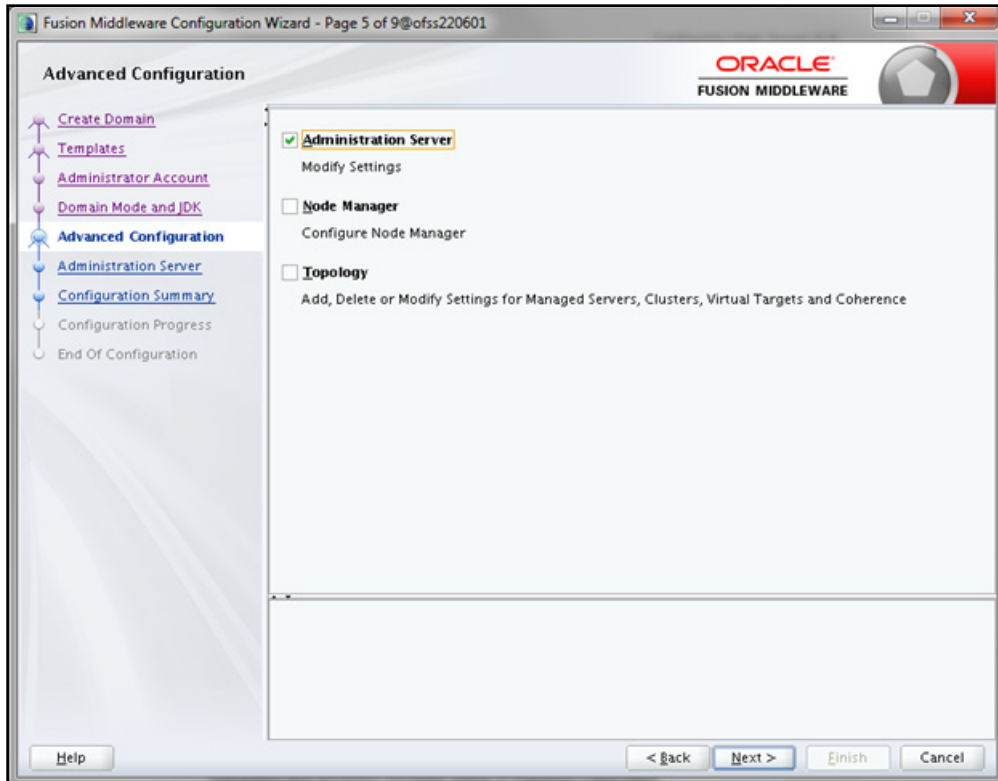 Fusion Middleware Configuration Wizard - Page 5 of 9@ofss220601
Advanced Configuration
ORACLE
FUSION MIDDLEWARE
Create Domain
Templates
Administrator Account
Domain Mode and JDK
Advanced Configuration
Administration Server
Configuration Summary
Configuration Progress
End Of Configuration
Administration Server
Modify Settings
Node Manager
Configure Node Manager
Topology
Add, Delete or Modify Settings for Managed Servers, Clusters, Virtual Targets and Coherence
Help
< Back
Next >
Finish
Cancel